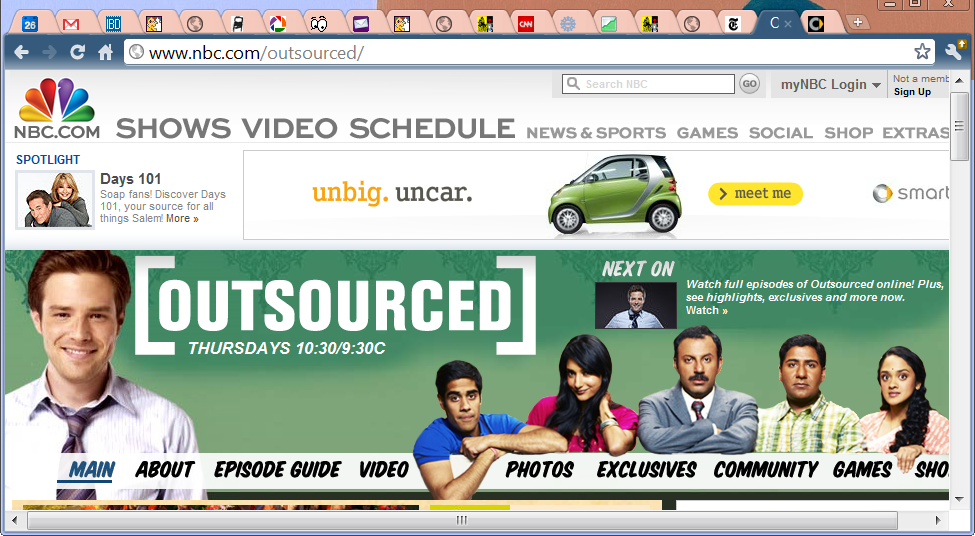 26
CNN
T
C
www.nbc.com/outsourced/
Search NBC
GO
myNBC Login
Not a memb
Sign Up
NBC.COM
SHOWS VIDEO SCHEDULE NEWS & SPORTS GAMES SOCIAL SHOP EXTRAS
SPOTLIGHT
Days 101
Soap fans! Discover Days
101, your source for all
things Salem! More »
unbig. uncar.
meet me
smart
[OUTSOURCED]
THURSDAYS 10:30/9:30C
NEXT ON
Watch full episodes of Outsourced online! Plus,
see highlights, exclusives and more now.
Watch »
MAIN ABOUT EPISODE GUIDE VIDEO PHOTOS EXCLUSIVES COMMUNITY GAMES SHO